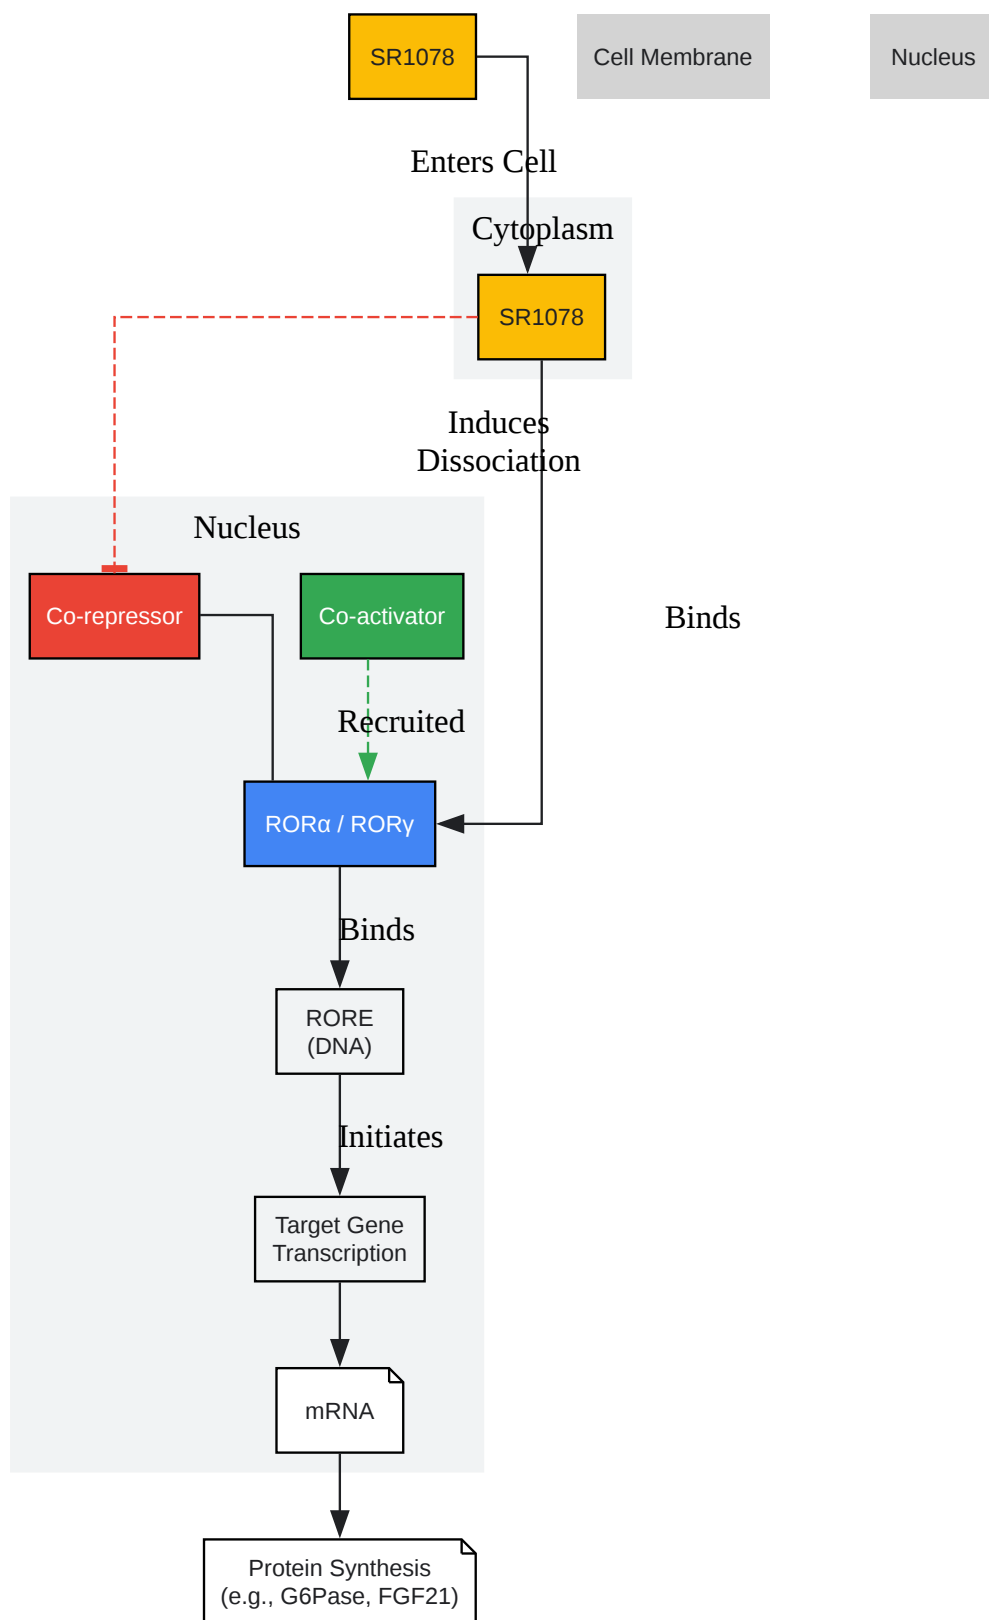 SR1078
Cell Membrane
Nucleus
Enters Cell
Cytoplasm
SR1078
Induces
Dissociation
Nucleus
Co-repressor
Co-activator
Binds
Recruited
RORα / RORγ
Binds
RORE
(DNA)
Initiates
Target Gene
Transcription
mRNA
Protein Synthesis
(e.g., G6Pase, FGF21)